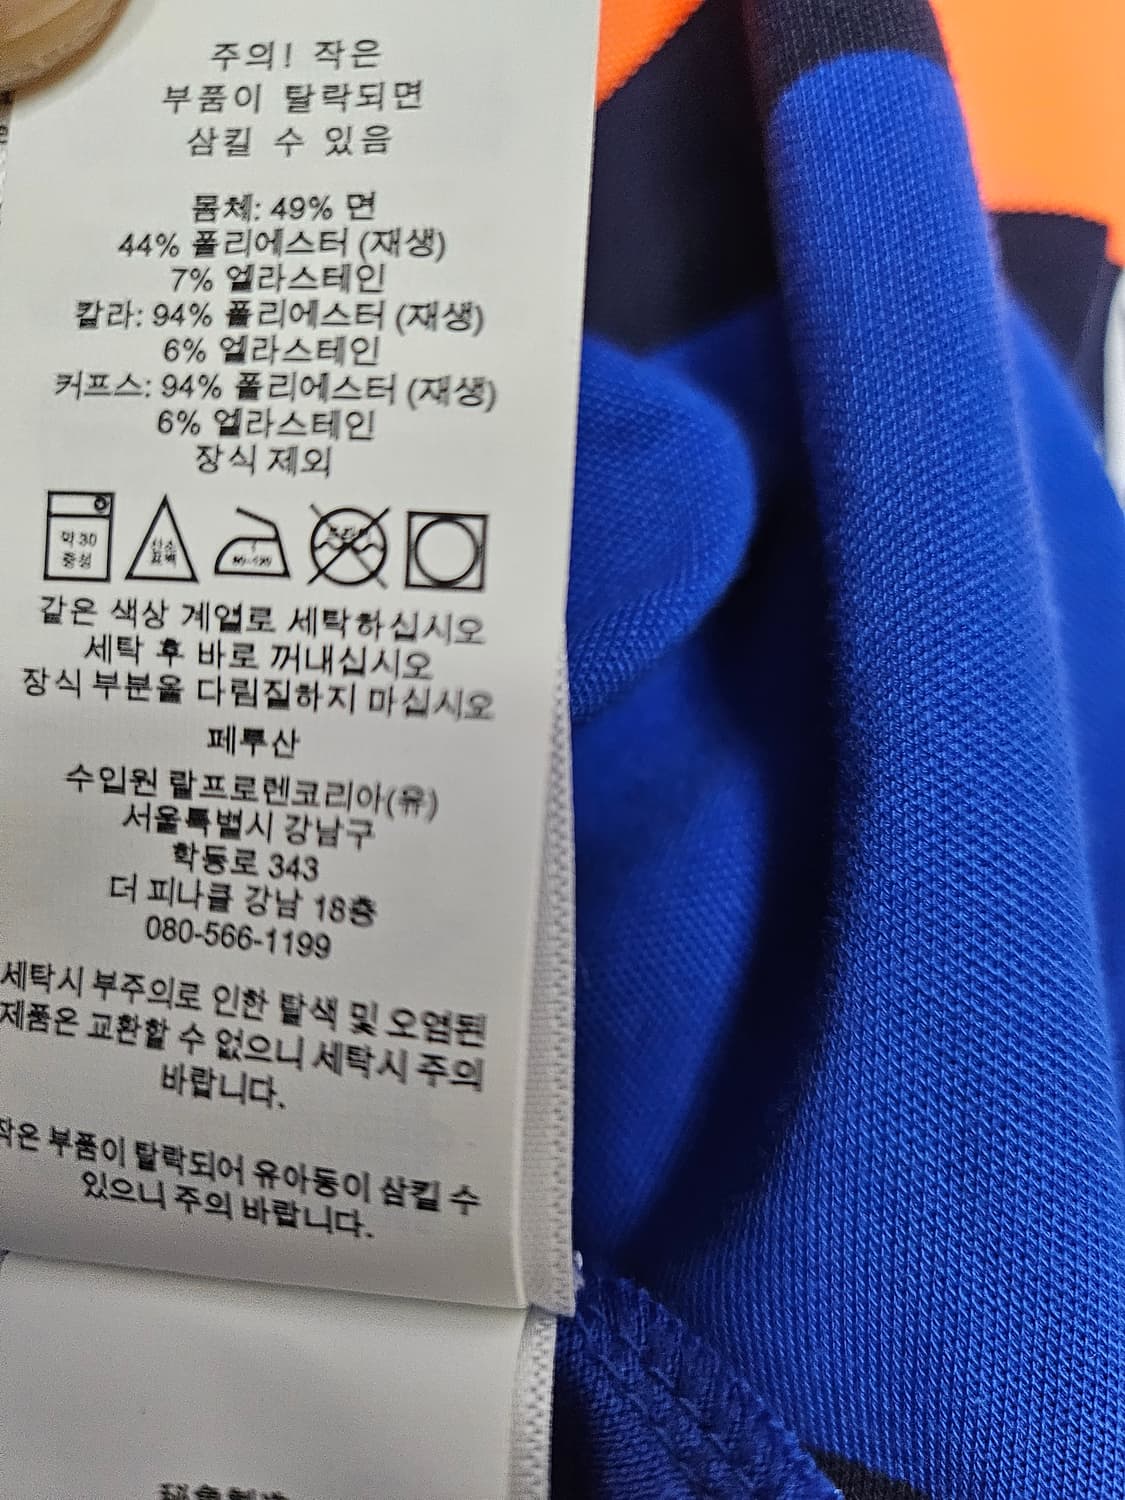 주의! 작은
부품이 탈락되면
삼킬 수 있음
몸체: 49% 면
44% 폴리에스터 (재생)
7% 엘라스테인
칼라: 94% 폴리에스터 (재생)
6% 엘라스테인
커프스: 94% 폴리에스터 (재생)
6% 엘라스테인
장식 제외
약 30
중성
산소
표백
80~120
같은 색상 계열로 세탁하십시오
세탁 후 바로 꺼내십시오
장식 부분을 다림질하지 마십시오
페루산
수입원 랄프로렌코리아(유)
서울특별시 강남구
학동로 343
더 피나클 강남 18층
080-566-1199
세탁시 부주의로 인한 탈색 및 오염된
제품은 교환할 수 없으니 세탁시 주의
바랍니다.
작은 부품이 탈락되어 유아동이 삼킬 수
있으니 주의 바랍니다.